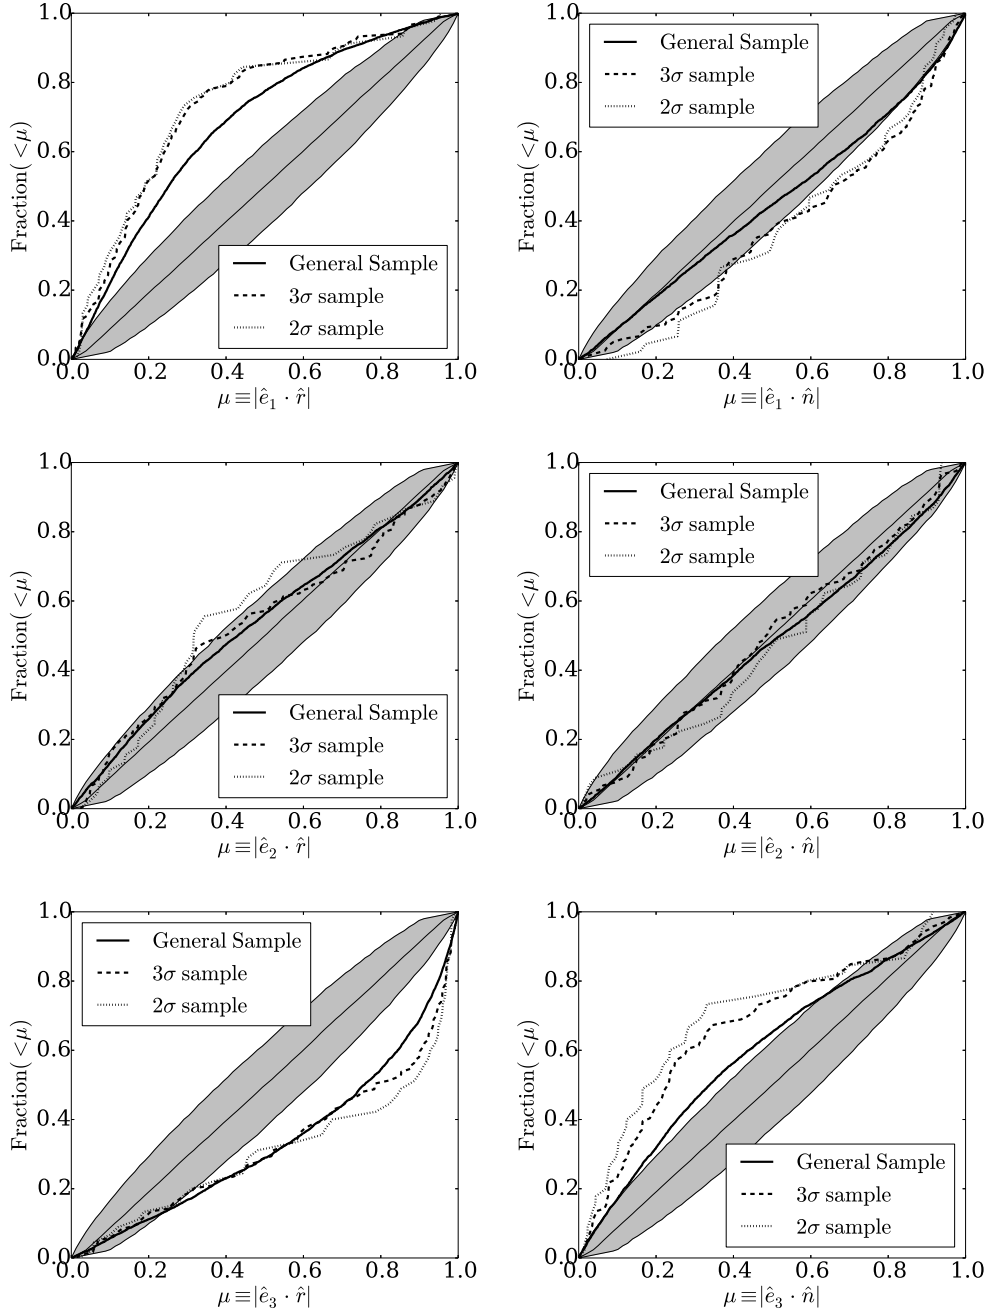 Fraction(<μ)
1.0
0.8
0.6
0.4
0.2
0.0
General Sample
3σ sample
2σ sample
0.0 0.2 0.4 0.6 0.8 1.0
μ≡|ê₁ · r̂|
Fraction(<μ)
1.0
0.8
0.6
0.4
0.2
0.0
General Sample
3σ sample
2σ sample
0.0 0.2 0.4 0.6 0.8 1.0
μ≡|ê₁ · n̂|
Fraction(<μ)
1.0
0.8
0.6
0.4
0.2
0.0
General Sample
3σ sample
2σ sample
0.0 0.2 0.4 0.6 0.8 1.0
μ≡|ê₂ · r̂|
Fraction(<μ)
1.0
0.8
0.6
0.4
0.2
0.0
General Sample
3σ sample
2σ sample
0.0 0.2 0.4 0.6 0.8 1.0
μ≡|ê₂ · n̂|
Fraction(<μ)
1.0
0.8
0.6
0.4
0.2
0.0
General Sample
3σ sample
2σ sample
0.0 0.2 0.4 0.6 0.8 1.0
μ≡|ê₃ · r̂|
Fraction(<μ)
1.0
0.8
0.6
0.4
0.2
0.0
General Sample
3σ sample
2σ sample
0.0 0.2 0.4 0.6 0.8 1.0
μ≡|ê₃ · n̂|